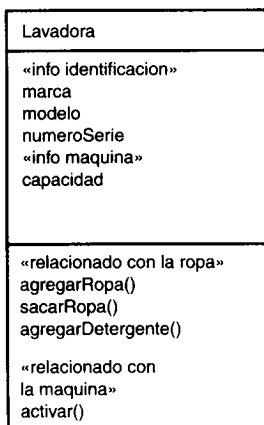 Lavadora
«info identificacion»
marca
modelo
numeroSerie
«info maquina»
capacidad
«relacionado con la ropa»
agregarRopa()
sacarRopa()
agregarDetergente()
«relacionado con
la maquina»
activar()